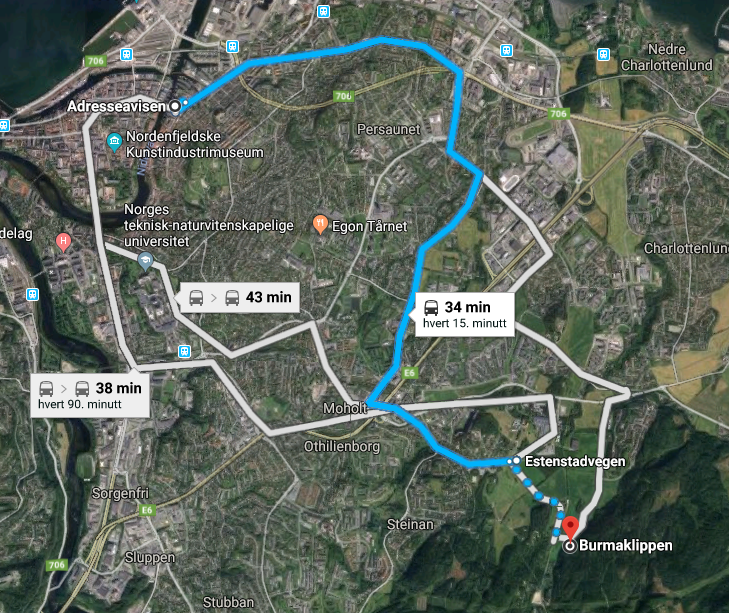 Nedre
Charlottenlund
706
706
Adresseavisen
706
Persaunet
Nordenfjeldske
Kunstindustrimuseum
Norges
teknisk-naturvitenskapelige
universitet
Egon Tårnet
delag
H
Charlottenlun
43 min
34 min
hvert 15. minutt
E6
38 min
hvert 90. minutt
Moholt
Othilienborg
Estenstadvegen
Sorgenfri
E6
Steinan
Burmaklippen
Sluppen
706
Stubban